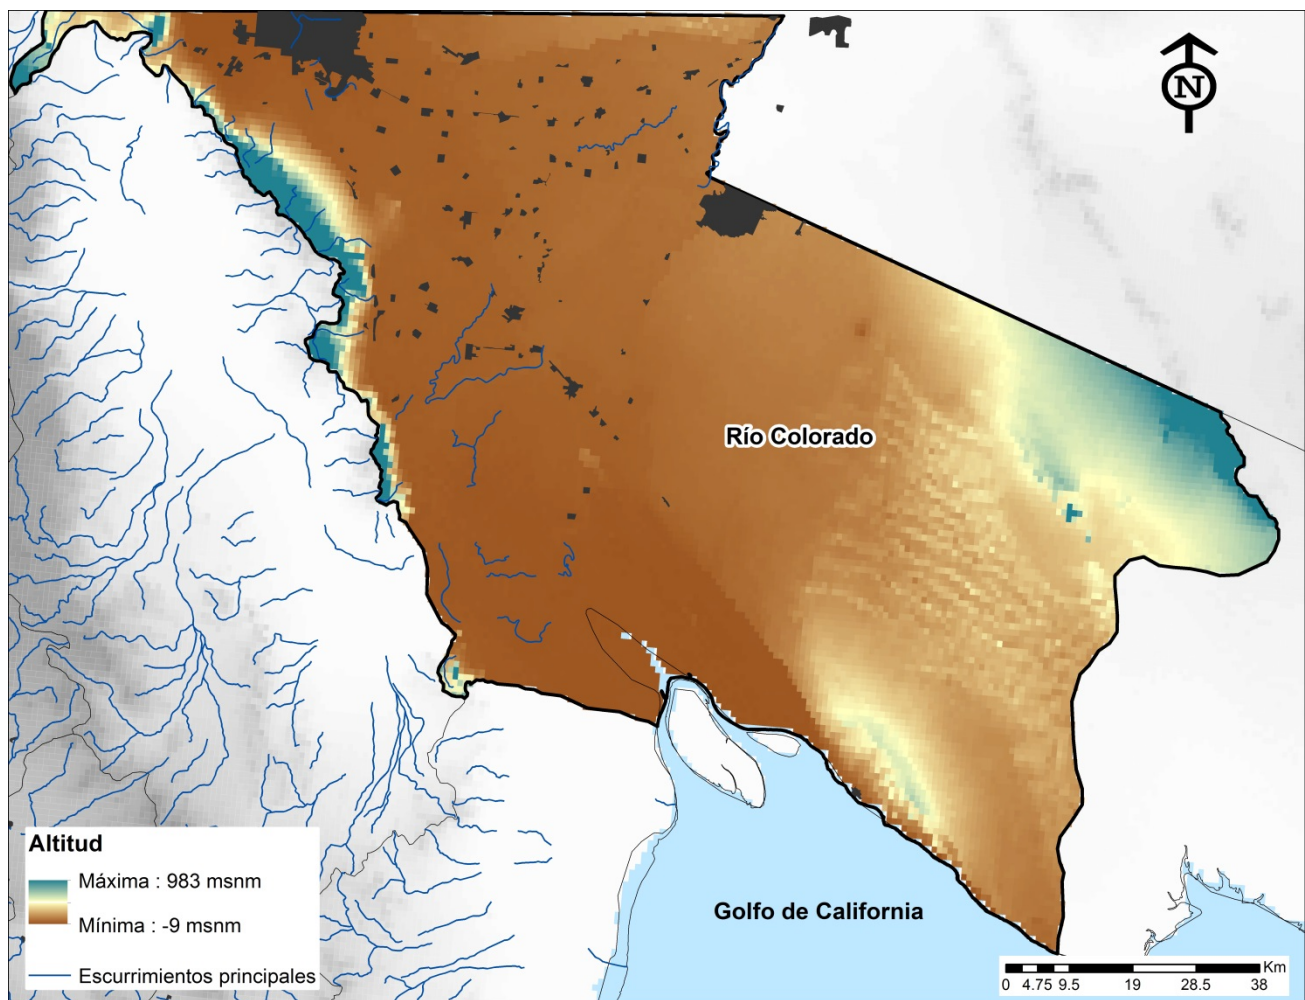 N
Río Colorado
Altitud
Máxima : 983 msnm
Mínima : -9 msnm
Escurrimientos principales
Golfo de California
Km
0 4.75 9.5 19 28.5 38